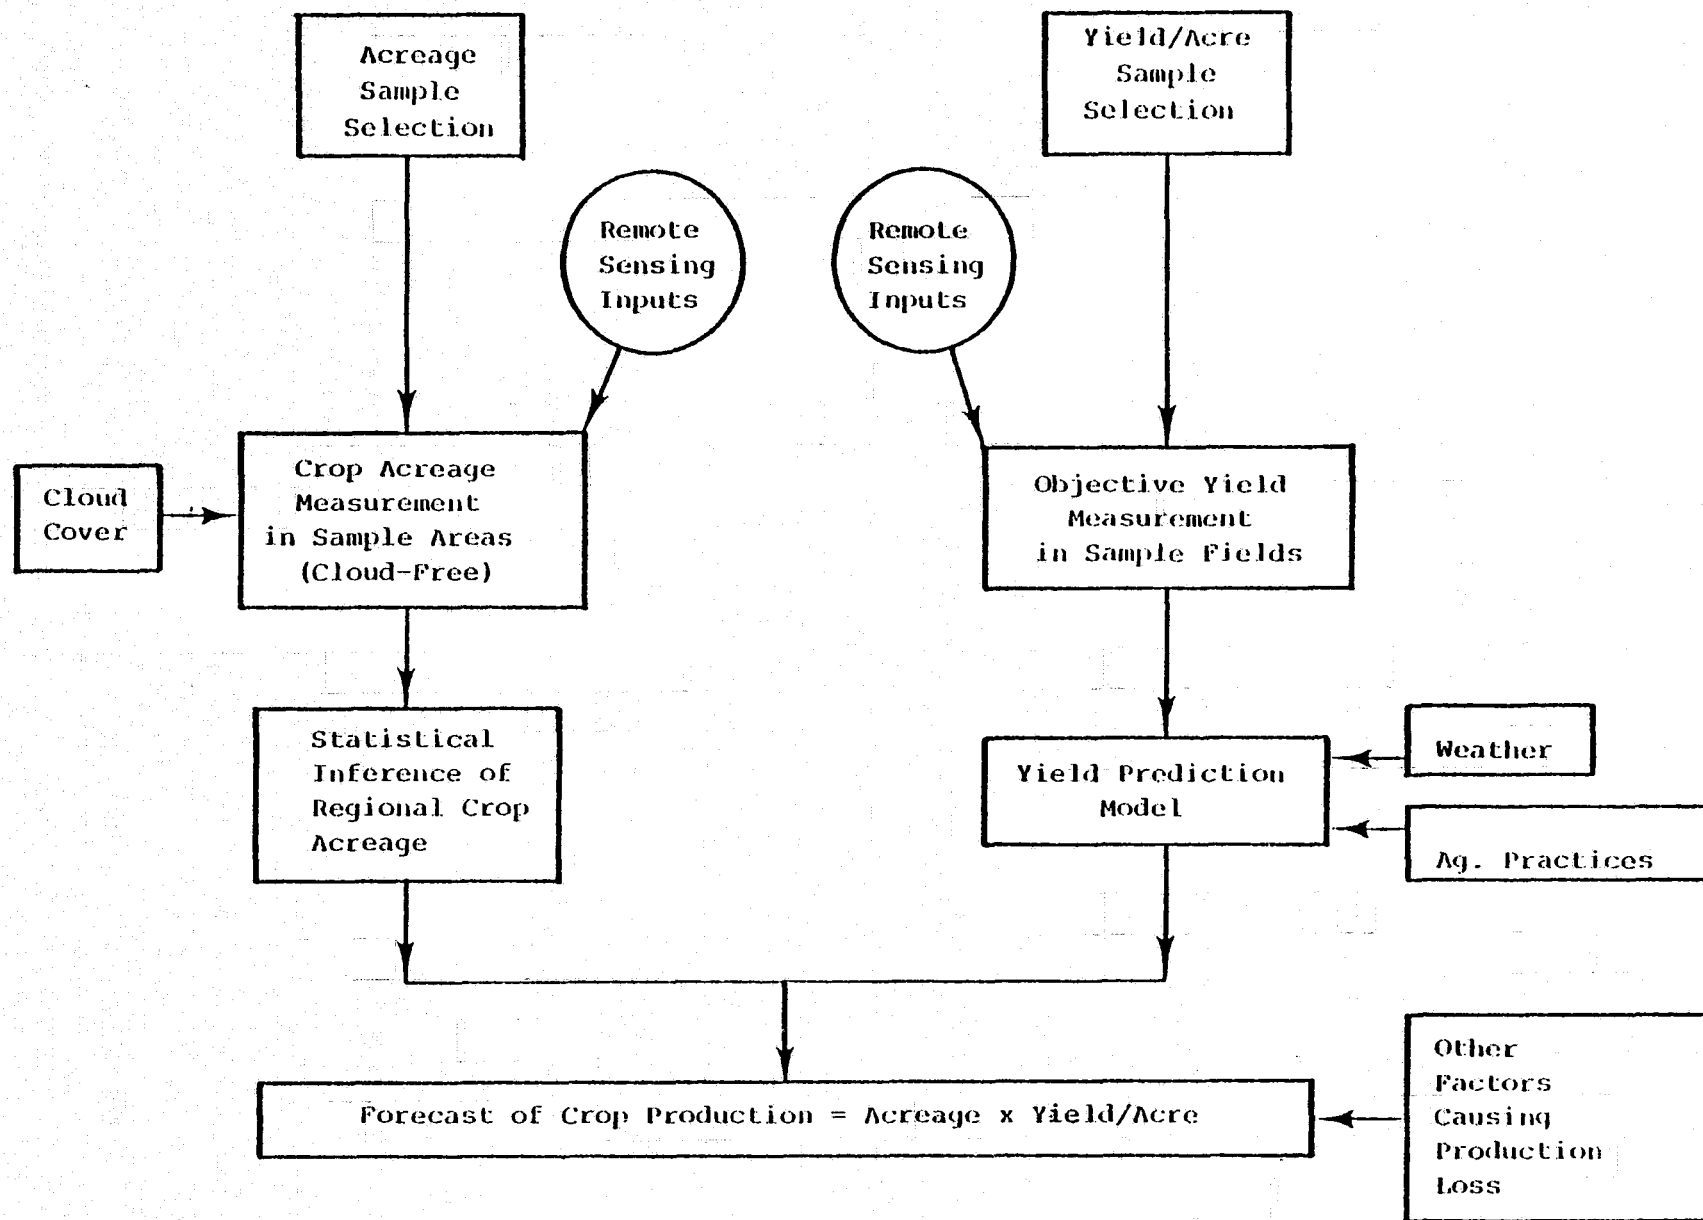 Acreage
Sample
Selection
Yield/Acre
Sample
Selection
Remote
Sensing
Inputs
Remote
Sensing
Inputs
Cloud
Cover
Crop Acreage
Measurement
in Sample Areas
(Cloud-Free)
Objective Yield
Measurement
in Sample Fields
Statistical
Inference of
Regional Crop
Acreage
Yield Prediction
Model
Weather
Ag. Practices
Forecast of Crop Production = Acreage x Yield/Acre
Other
Factors
Causing
Production
Loss